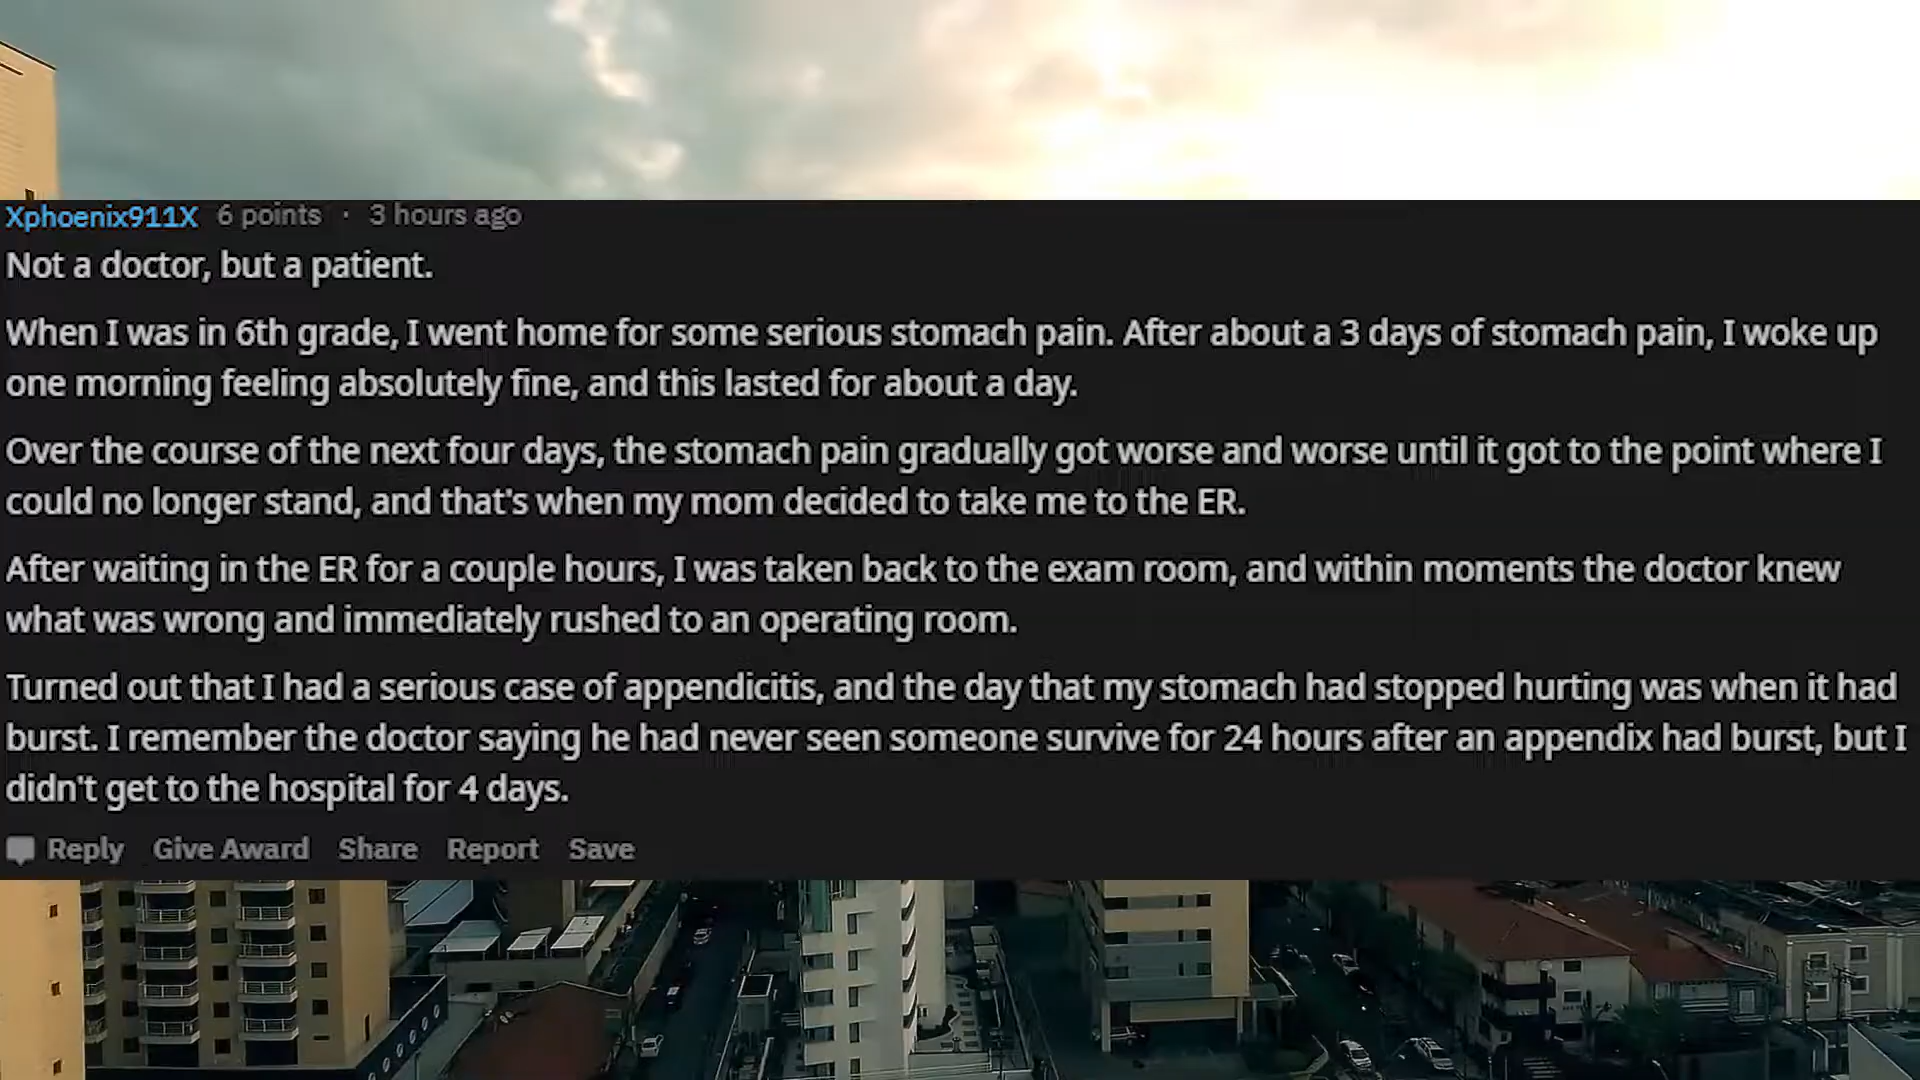 Xphoenix911X 6 points · 3 hours ago
Not a doctor, but a patient.
When I was in 6th grade, I went home for some serious stomach pain. After about a 3 days of stomach pain, I woke up
one morning feeling absolutely fine, and this lasted for about a day.
Over the course of the next four days, the stomach pain gradually got worse and worse until it got to the point where I
could no longer stand, and that's when my mom decided to take me to the ER.
After waiting in the ER for a couple hours, I was taken back to the exam room, and within moments the doctor knew
what was wrong and immediately rushed to an operating room.
Turned out that I had a serious case of appendicitis, and the day that my stomach had stopped hurting was when it had
burst. I remember the doctor saying he had never seen someone survive for 24 hours after an appendix had burst, but I
didn't get to the hospital for 4 days.
Reply Give Award Share Report Save